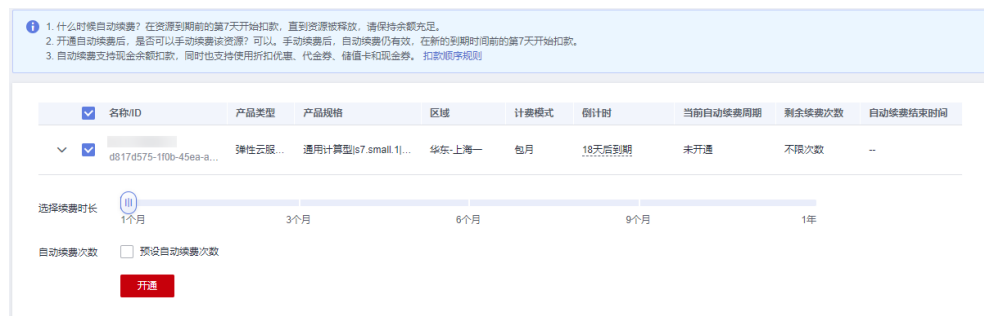 1. 什么时候自动续费？在资源到期前的第7天开始扣款，直到资源被释放，请保持余额充足。
2. 开通自动续费后，是否可以手动续费该资源？可以。手动续费后，自动续费仍有效，在新的到期时间前的第7天开始扣款。
3. 自动续费支持现金余额扣款，同时也支持使用折扣优惠、代金券、储值卡和现金券。 扣款顺序规则
名称/ID 产品类型 产品规格 区域 计费模式 倒计时 当前自动续费周期 剩余续费次数 自动续费结束时间
d817d575-1f0b-45ea-a... 弹性云服... 通用计算型|s7.small.1|... 华东-上海一 包月 18天后到期 未开通 不限次数 --
选择续费时长
1个月 3个月 6个月 9个月 1年
自动续费次数 预设自动续费次数
开通